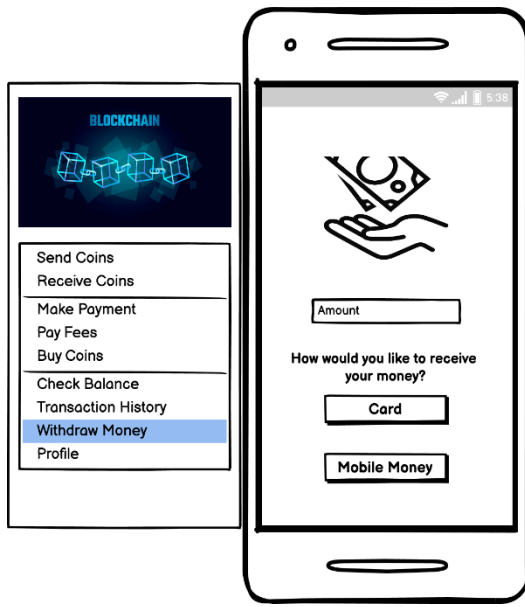 BLOCKCHAIN
Send Coins
Receive Coins
Make Payment
Pay Fees
Buy Coins
Check Balance
Transaction History
Withdraw Money
Profile
5:38
Amount
How would you like to receive
your money?
Card
Mobile Money